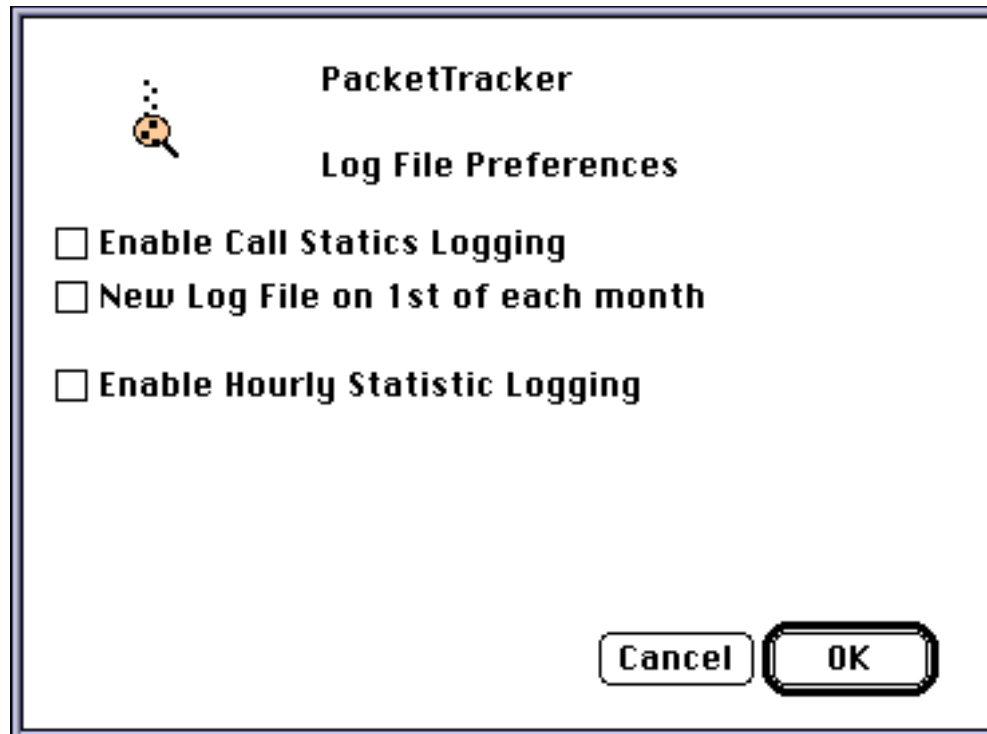 PacketTracker
Log File Preferences
Enable Call Statics Logging
New Log File on 1st of each month
Enable Hourly Statistic Logging
Cancel
OK